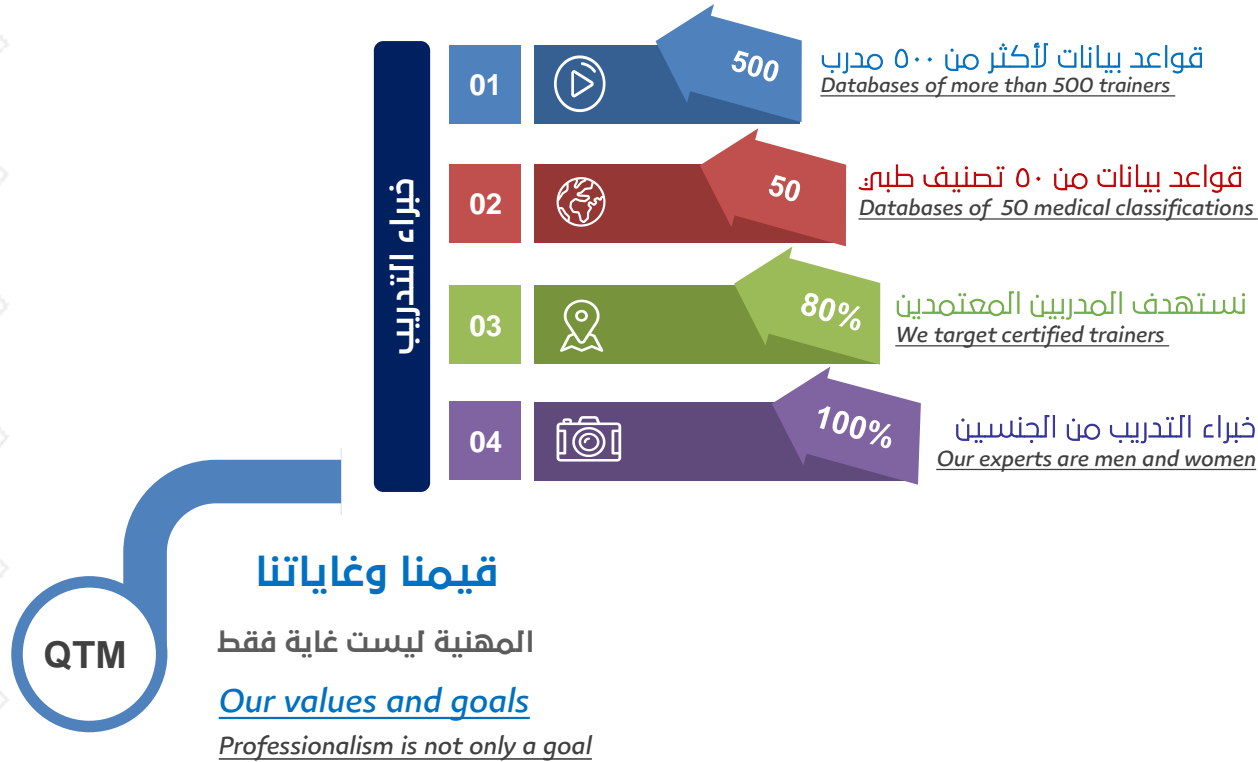 خبراء التدريب
01
500
قواعد بيانات لأكثر من ٥٠٠ مدرب
Databases of more than 500 trainers
02
50
قواعد بيانات من ٥٠ تصنيف طبي
Databases of 50 medical classifications
03
80%
نستهدف المدربين المعتمدين
We target certified trainers
04
100%
خبراء التدريب من الجنسين
Our experts are men and women
QTM
قيمنا وغاياتنا
المهنية ليست غاية فقط
Our values and goals
Professionalism is not only a goal